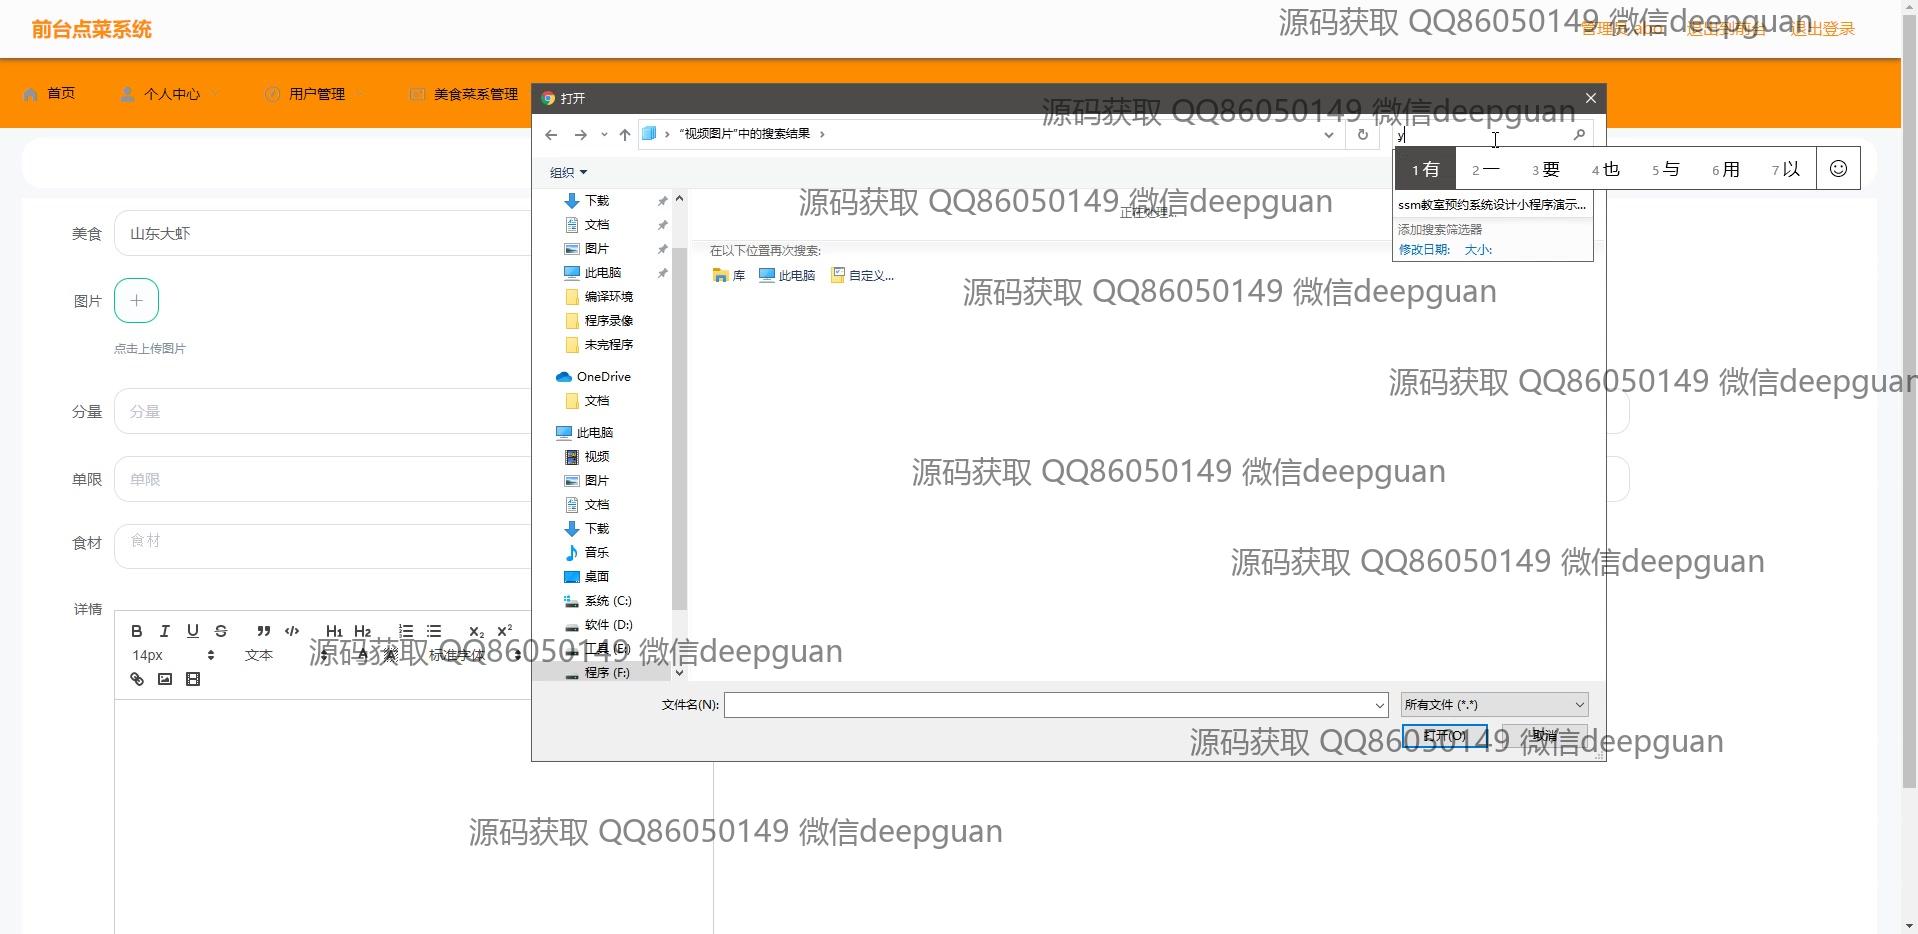 前台点菜系统
源码获取 QQ86050149 微信deepguan
管理员 abo
退出到前台
退出登录
首页
个人中心
用户管理
美食菜系管理
打开
源码获取 QQ86050149 微信deepguan
“视频图片”中的搜索结果
y
1 有 2 一 3 要 4 也 5 与 6 用 7 以
组织
ssm教室预约系统设计小程序演示...
添加搜索筛选器
修改日期: 大小:
源码获取 QQ86050149 微信deepguan
正在处理...
在以下位置再次搜索:
库 此电脑 自定义...
下载
文档
图片
此电脑
编译环境
程序录像
未完程序
OneDrive
文档
此电脑
视频
图片
文档
下载
音乐
桌面
系统 (C:)
软件 (D:)
工具 (E:)
程序 (F:)
源码获取 QQ86050149 微信deepguan
源码获取 QQ86050149 微信deepguan
源码获取 QQ86050149 微信deepguan
源码获取 QQ86050149 微信deepguan
美食 山东大虾
图片
点击上传图片
分量 分量
单限 单限
食材 食材
详情
B I U S H1 H2 X2 X2
14px 文本 标准字体
源码获取 QQ86050149 微信deepguan
文件名(N): 所有文件 (*.*)
打开(O) 取消
源码获取 QQ86050149 微信deepguan
源码获取 QQ86050149 微信deepguan